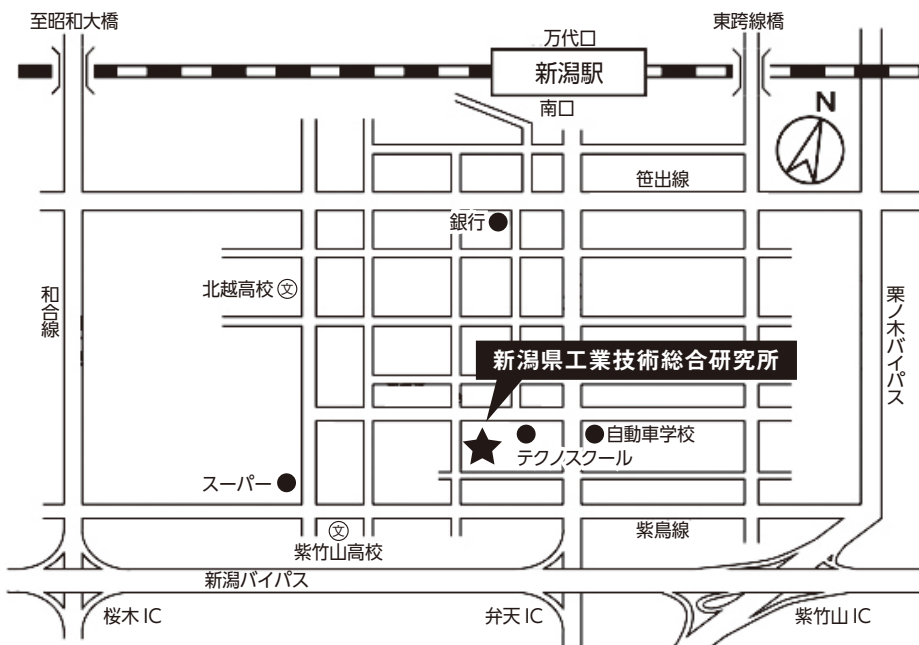 至昭和大橋
東跨線橋
万代口
新潟駅
南口
N
笹出線
銀行
北越高校 文
和合線
栗ノ木バイパス
新潟県工業技術総合研究所
自動車学校
テクノスクール
スーパー
文
紫竹山高校
紫鳥線
新潟バイパス
桜木 IC
弁天 IC
紫竹山 IC